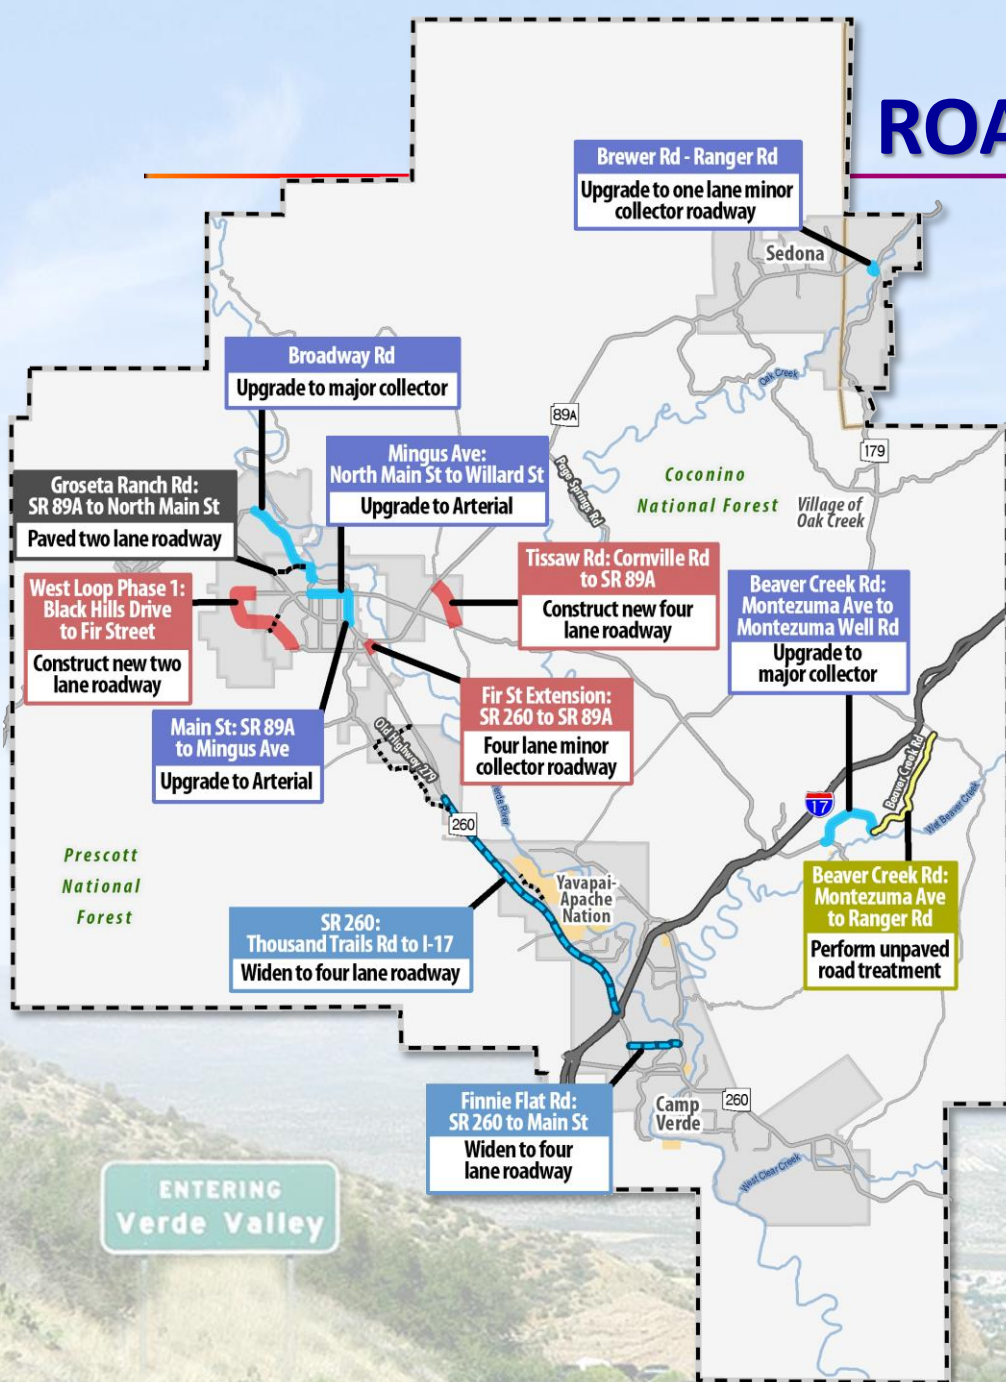 ROA
Brewer Rd - Ranger Rd
Upgrade to one lane minor
collector roadway
Sedona
Broadway Rd
Upgrade to major collector
Oak Creek
89A
Page Springs Rd
179
Mingus Ave:
North Main St to Willard St
Upgrade to Arterial
Coconino
National Forest
Village of
Oak Creek
Groseta Ranch Rd:
SR 89A to North Main St
Paved two lane roadway
Tissaw Rd: Cornville Rd
to SR 89A
Construct new four
lane roadway
West Loop Phase 1:
Black Hills Drive
to Fir Street
Construct new two
lane roadway
Beaver Creek Rd:
Montezuma Ave to
Montezuma Well Rd
Upgrade to
major collector
Fir St Extension:
SR 260 to SR 89A
Four lane minor
collector roadway
Main St: SR 89A
to Mingus Ave
Upgrade to Arterial
Old Highway 279
Beaver Creek Rd
17
Wet Beaver Creek
Verde River
260
Prescott
National
Forest
Yavapai-
Apache
Nation
Beaver Creek Rd:
Montezuma Ave
to Ranger Rd
Perform unpaved
road treatment
SR 260:
Thousand Trails Rd to I-17
Widen to four lane roadway
Finnie Flat Rd:
SR 260 to Main St
Widen to four
lane roadway
Camp
Verde
260
West Clear Creek
ENTERING
Verde Valley